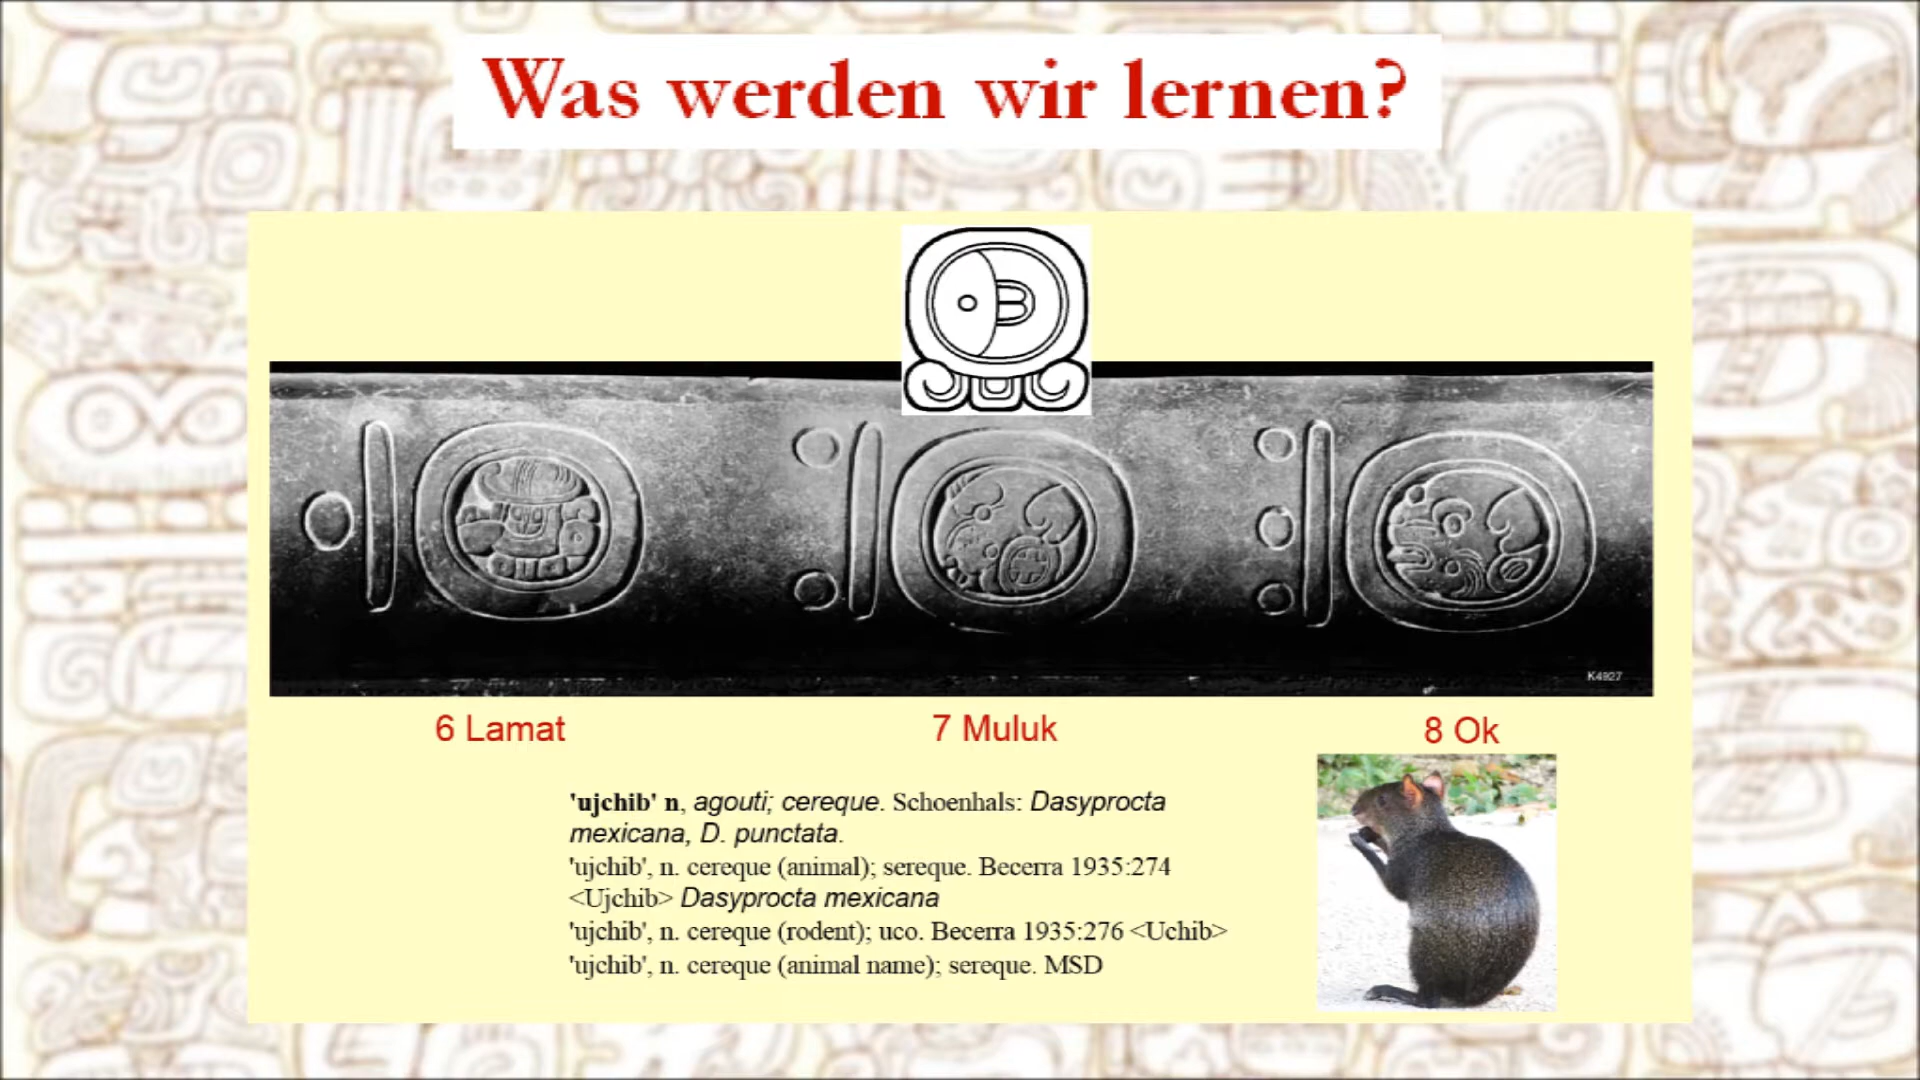 Was werden wir lernen?
K4927
6 Lamat
7 Muluk
8 Ok
'ujchib' n, agouti; cereque. Schoenhals: Dasyprocta
mexicana, D. punctata.
'ujchib', n. cereque (animal); sereque. Becerra 1935:274
<Ujchib> Dasyprocta mexicana
'ujchib', n. cereque (rodent); uco. Becerra 1935:276 <Uchib>
'ujchib', n. cereque (animal name); sereque. MSD